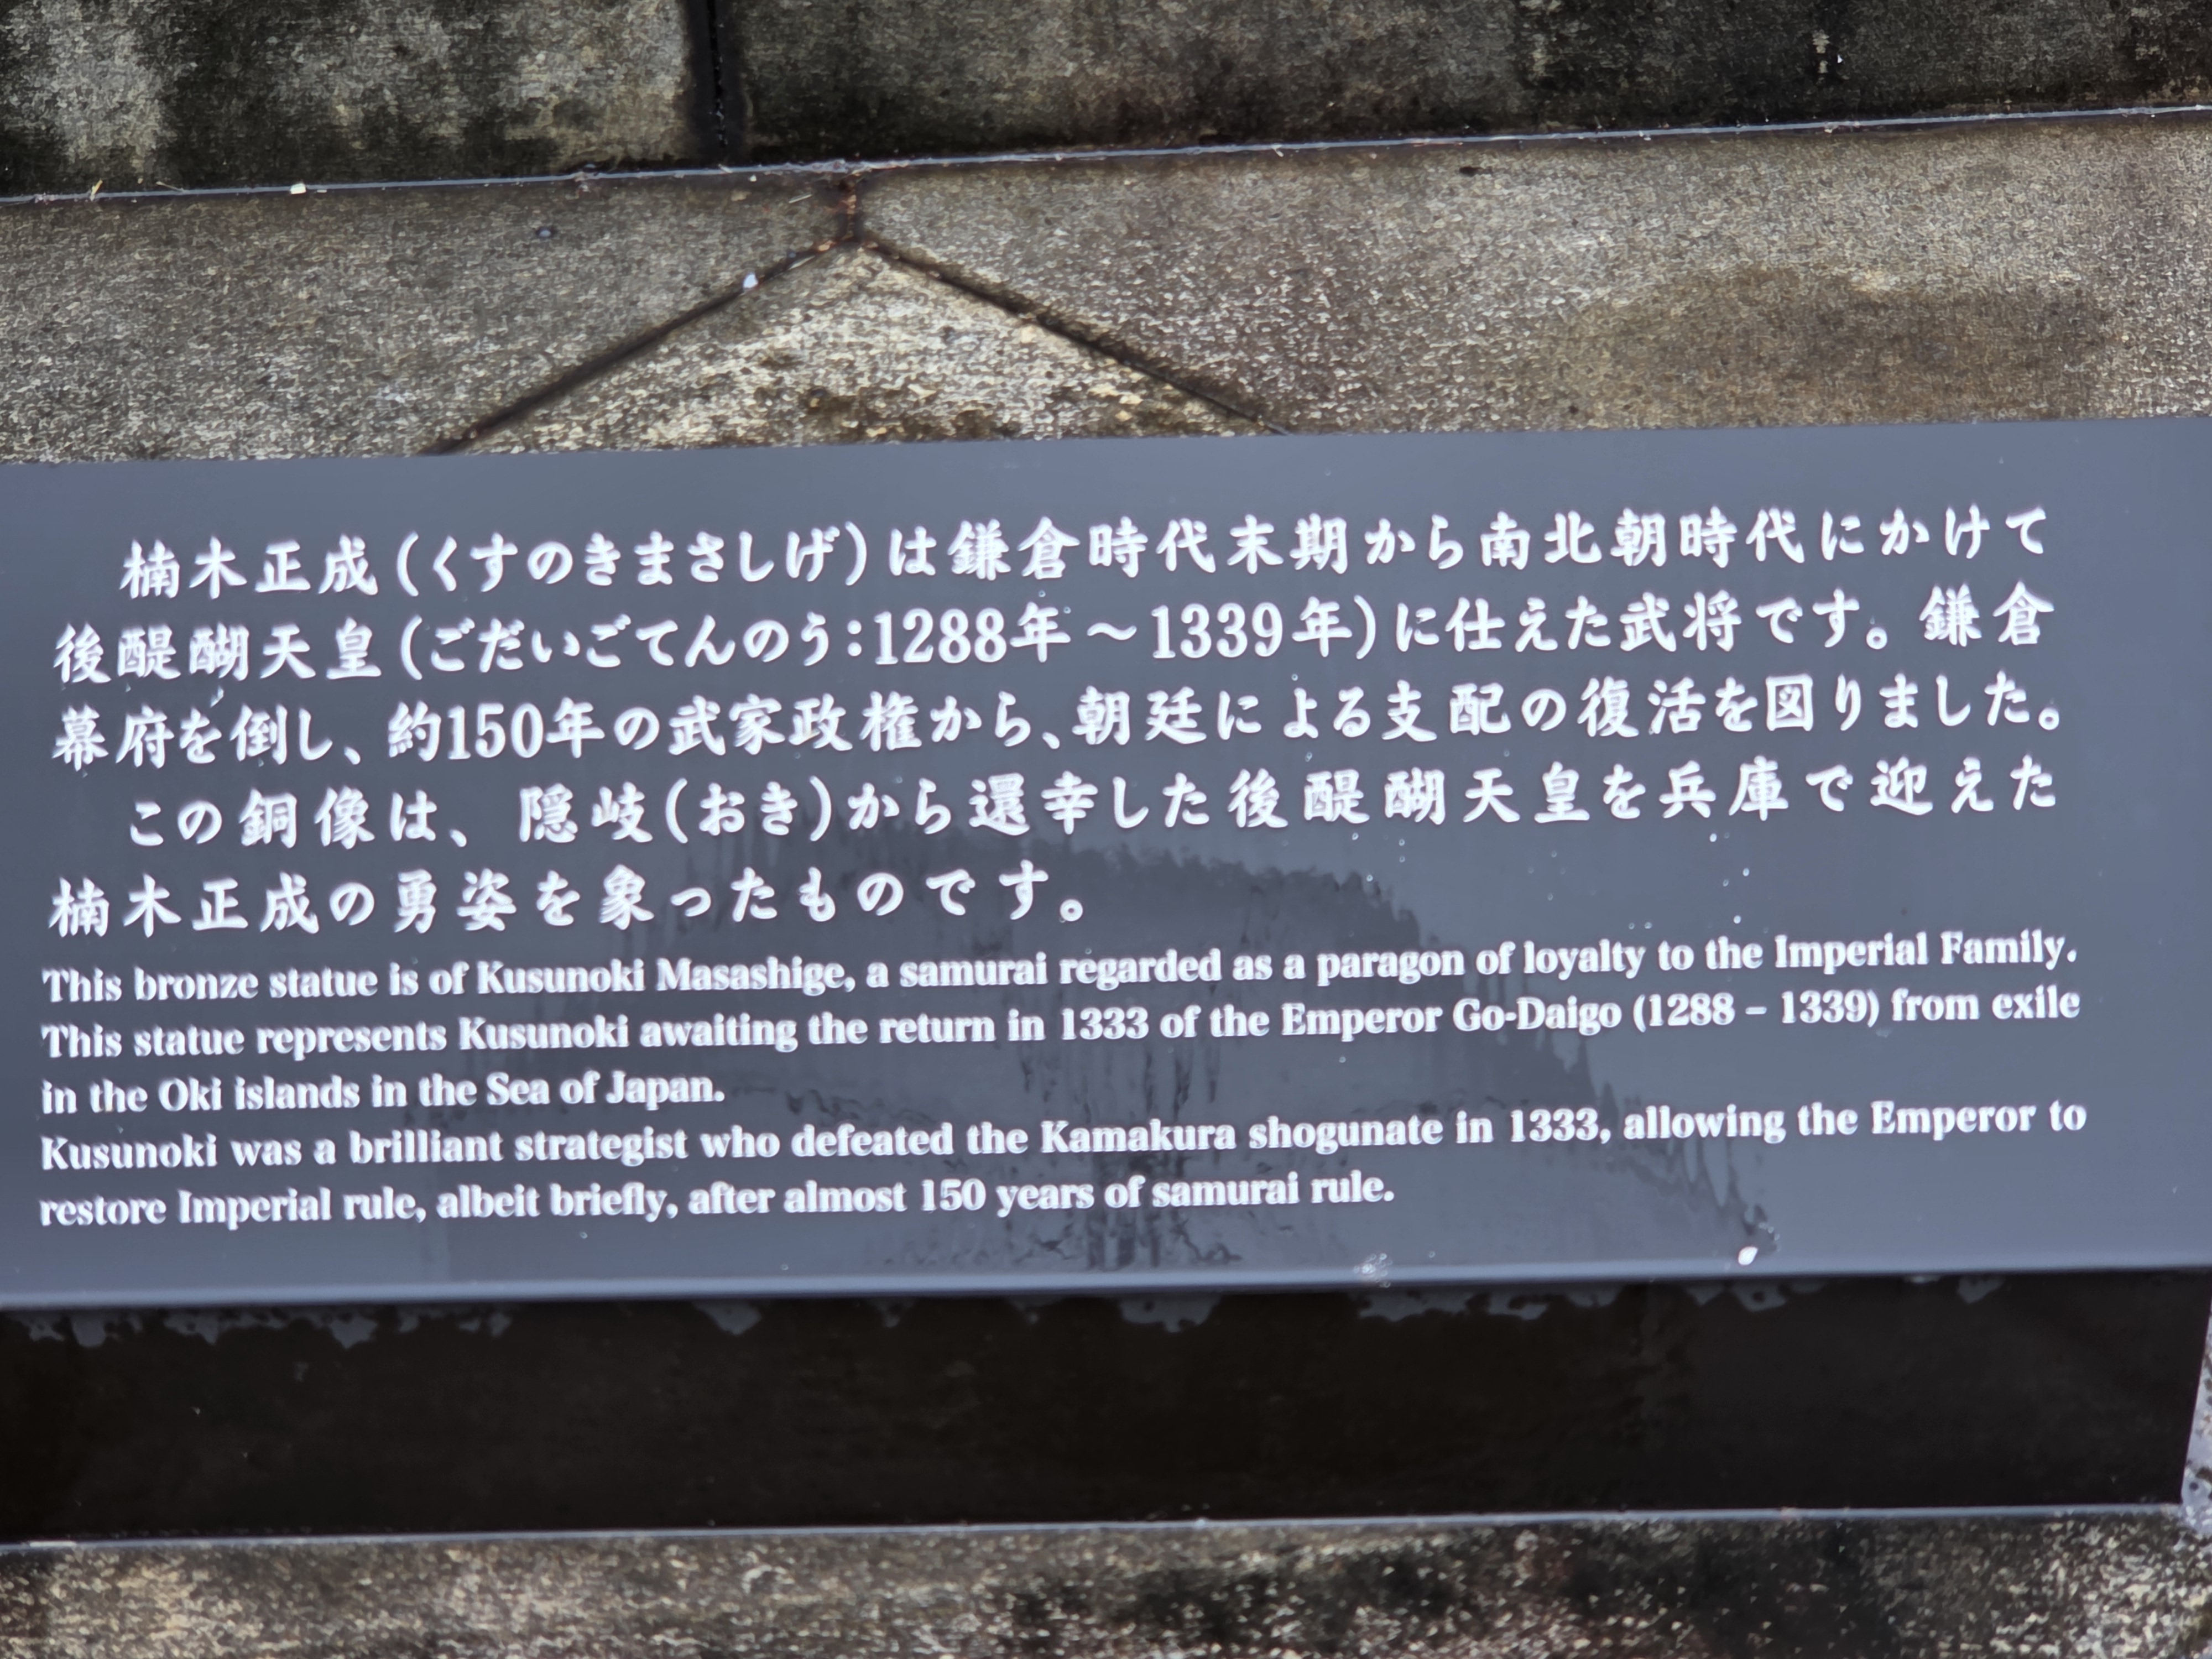 楠木正成(くすのきまさしげ)は鎌倉時代末期から南北朝時代にかけて
後醍醐天皇(ごだいごてんのう:1288年～1339年)に仕えた武将です。鎌倉
幕府を倒し、約150年の武家政権から、朝廷による支配の復活を図りました。
この銅像は、隠岐(おき)から還幸した後醍醐天皇を兵庫で迎えた
楠木正成の勇姿を象ったものです。
This bronze statue is of Kusunoki Masashige, a samurai regarded as a paragon of loyalty to the Imperial Family.
This statue represents Kusunoki awaiting the return in 1333 of the Emperor Go-Daigo (1288 – 1339) from exile
in the Oki islands in the Sea of Japan.
Kusunoki was a brilliant strategist who defeated the Kamakura shogunate in 1333, allowing the Emperor to
restore Imperial rule, albeit briefly, after almost 150 years of samurai rule.